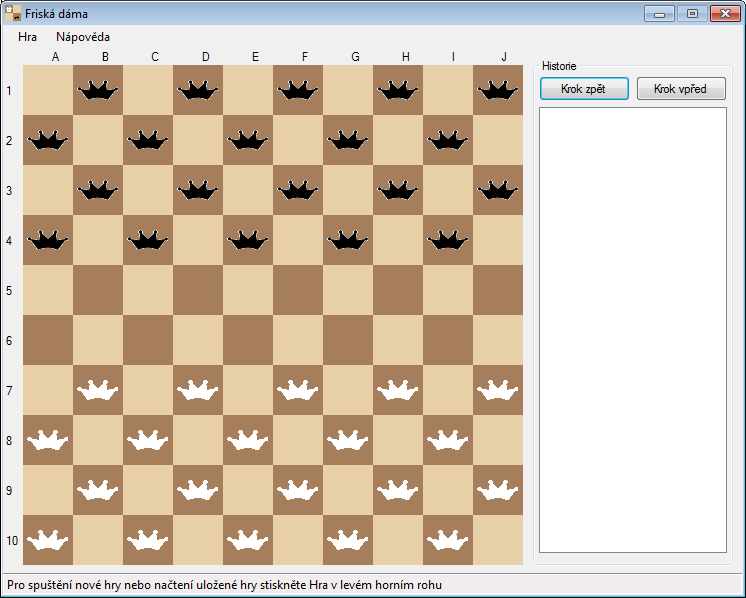 Friská dáma
Hra Nápověda
A B C D E F G H I J
Historie
Krok zpět Krok vpřed
1
2
3
4
5
6
7
8
9
10
Pro spuštění nové hry nebo načtení uložené hry stiskněte Hra v levém horním rohu